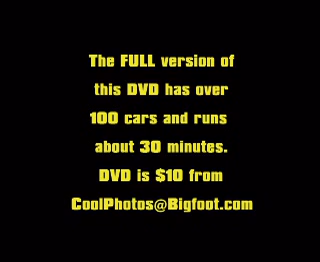 The FULL version of
this DVD has over
100 cars and runs
about 30 minutes.
DVD is $10 from
CoolPhotos@Bigfoot.com